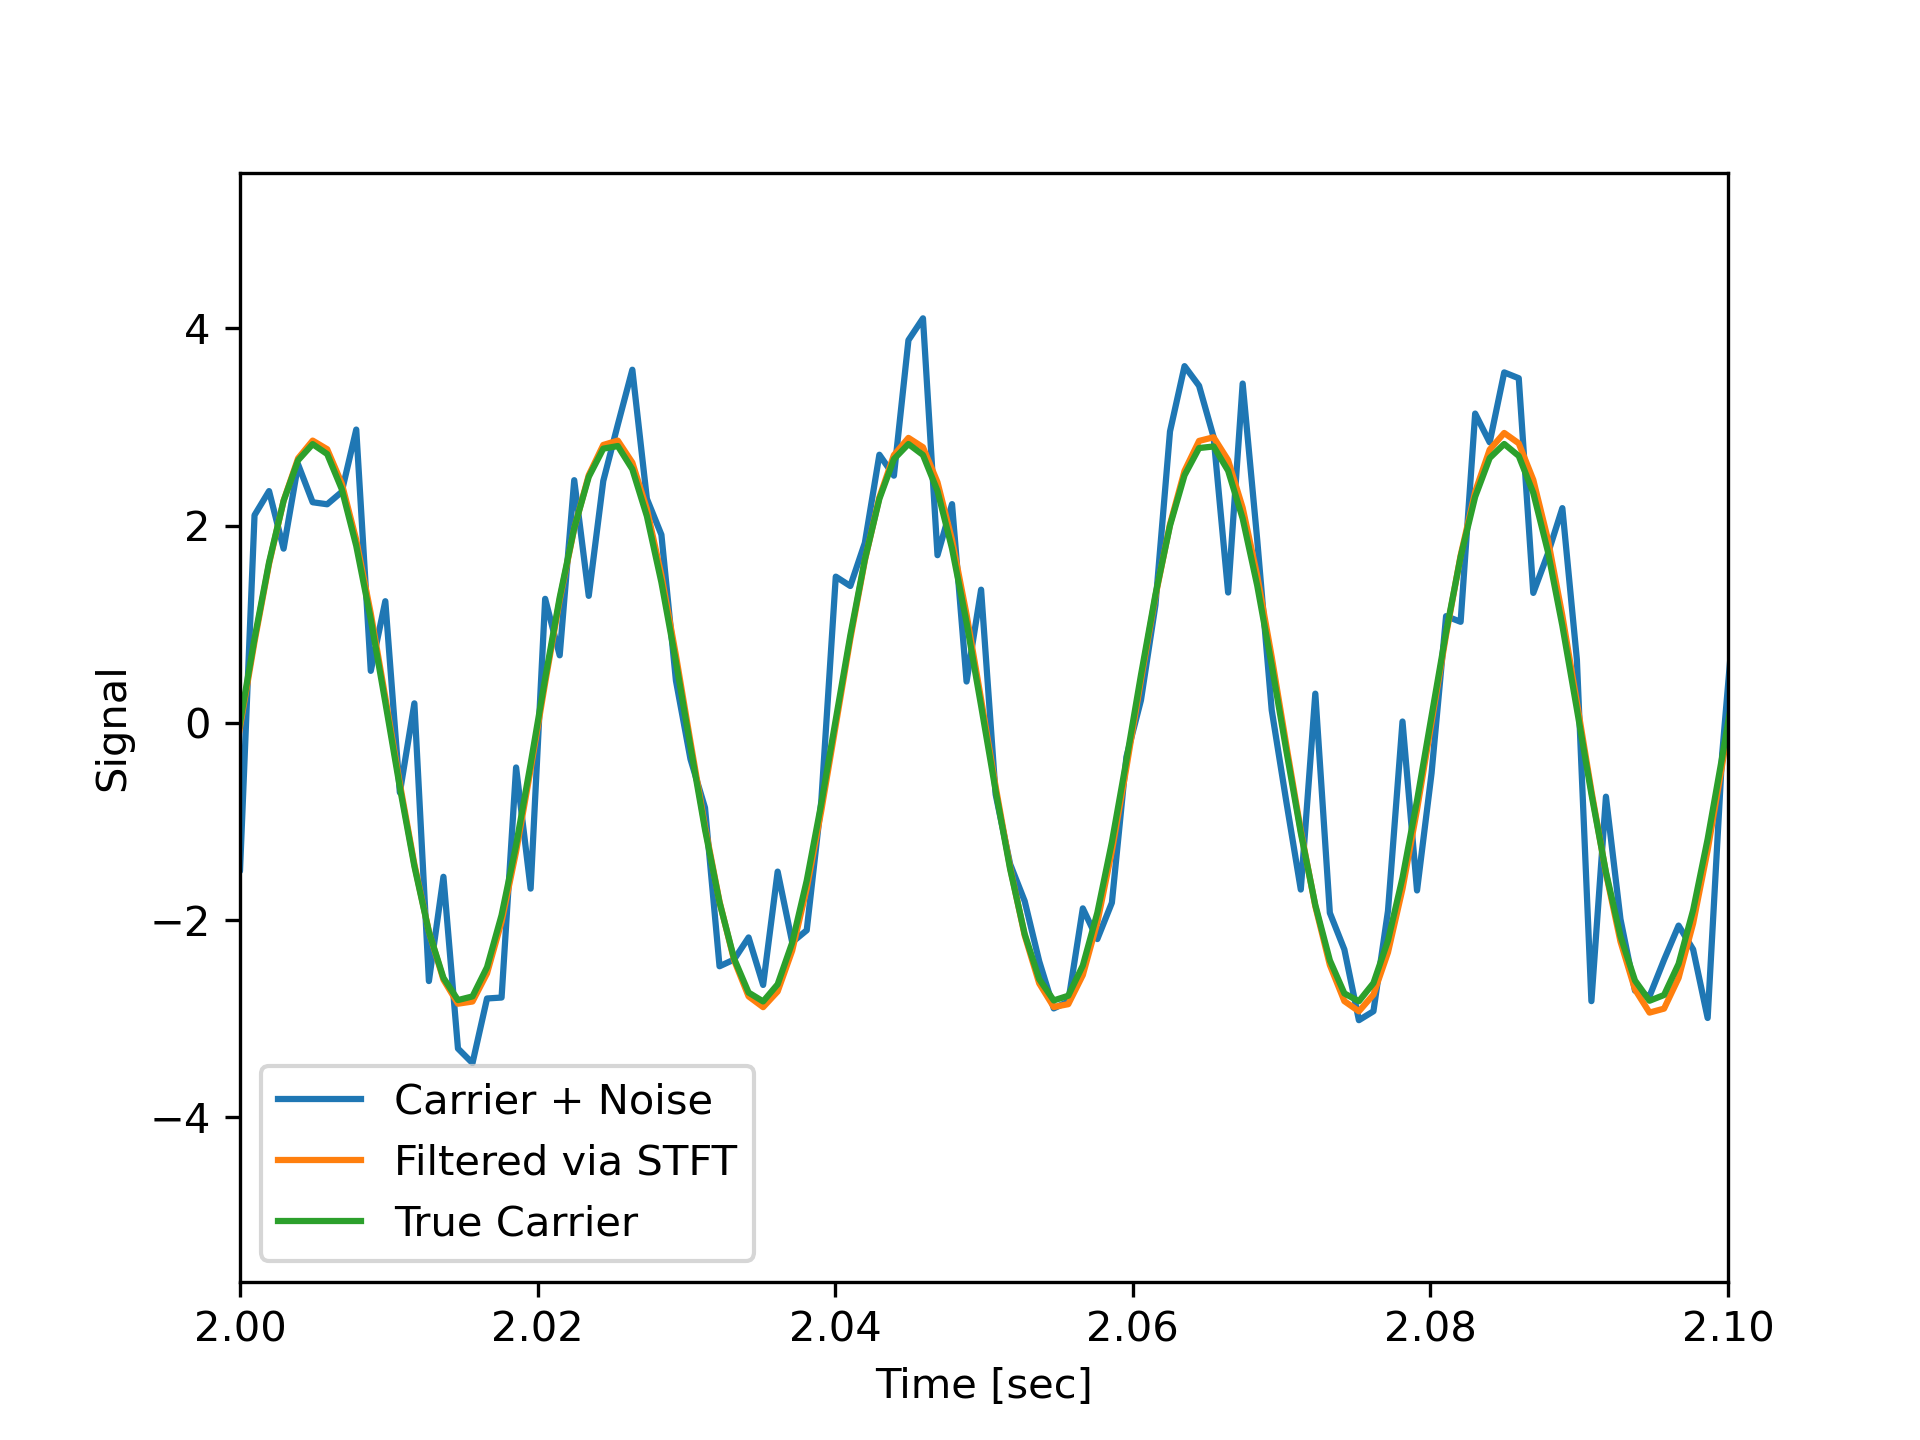 4
2
0
−2
−4
Signal
Carrier + Noise
Filtered via STFT
True Carrier
2.00 2.02 2.04 2.06 2.08 2.10
Time [sec]